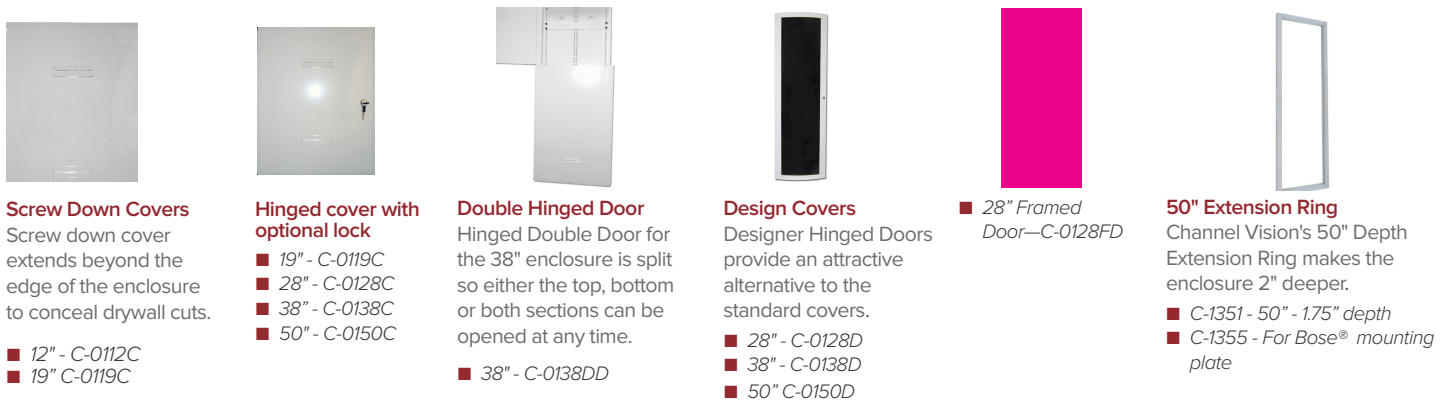 Screw Down Covers
Screw down cover
extends beyond the
edge of the enclosure
to conceal drywall cuts.
■ 12" - C-0112C
■ 19” C-0119C
Hinged cover with
optional lock
■ 19" - C-0119C
■ 28" - C-0128C
■ 38” - C-0138C
■ 50" - C-0150C
Double Hinged Door
Hinged Double Door for
the 38" enclosure is split
so either the top, bottom
or both sections can be
opened at any time.
■ 38" - C-0138DD
Design Covers
Designer Hinged Doors
provide an attractive
alternative to the
standard covers.
■ 28" - C-0128D
■ 38" - C-0138D
■ 50” C-0150D
■ 28” Framed
Door—C-0128FD
50" Extension Ring
Channel Vision's 50" Depth
Extension Ring makes the
enclosure 2" deeper.
■ C-1351 - 50” - 1.75” depth
■ C-1355 - For Bose® mounting
plate